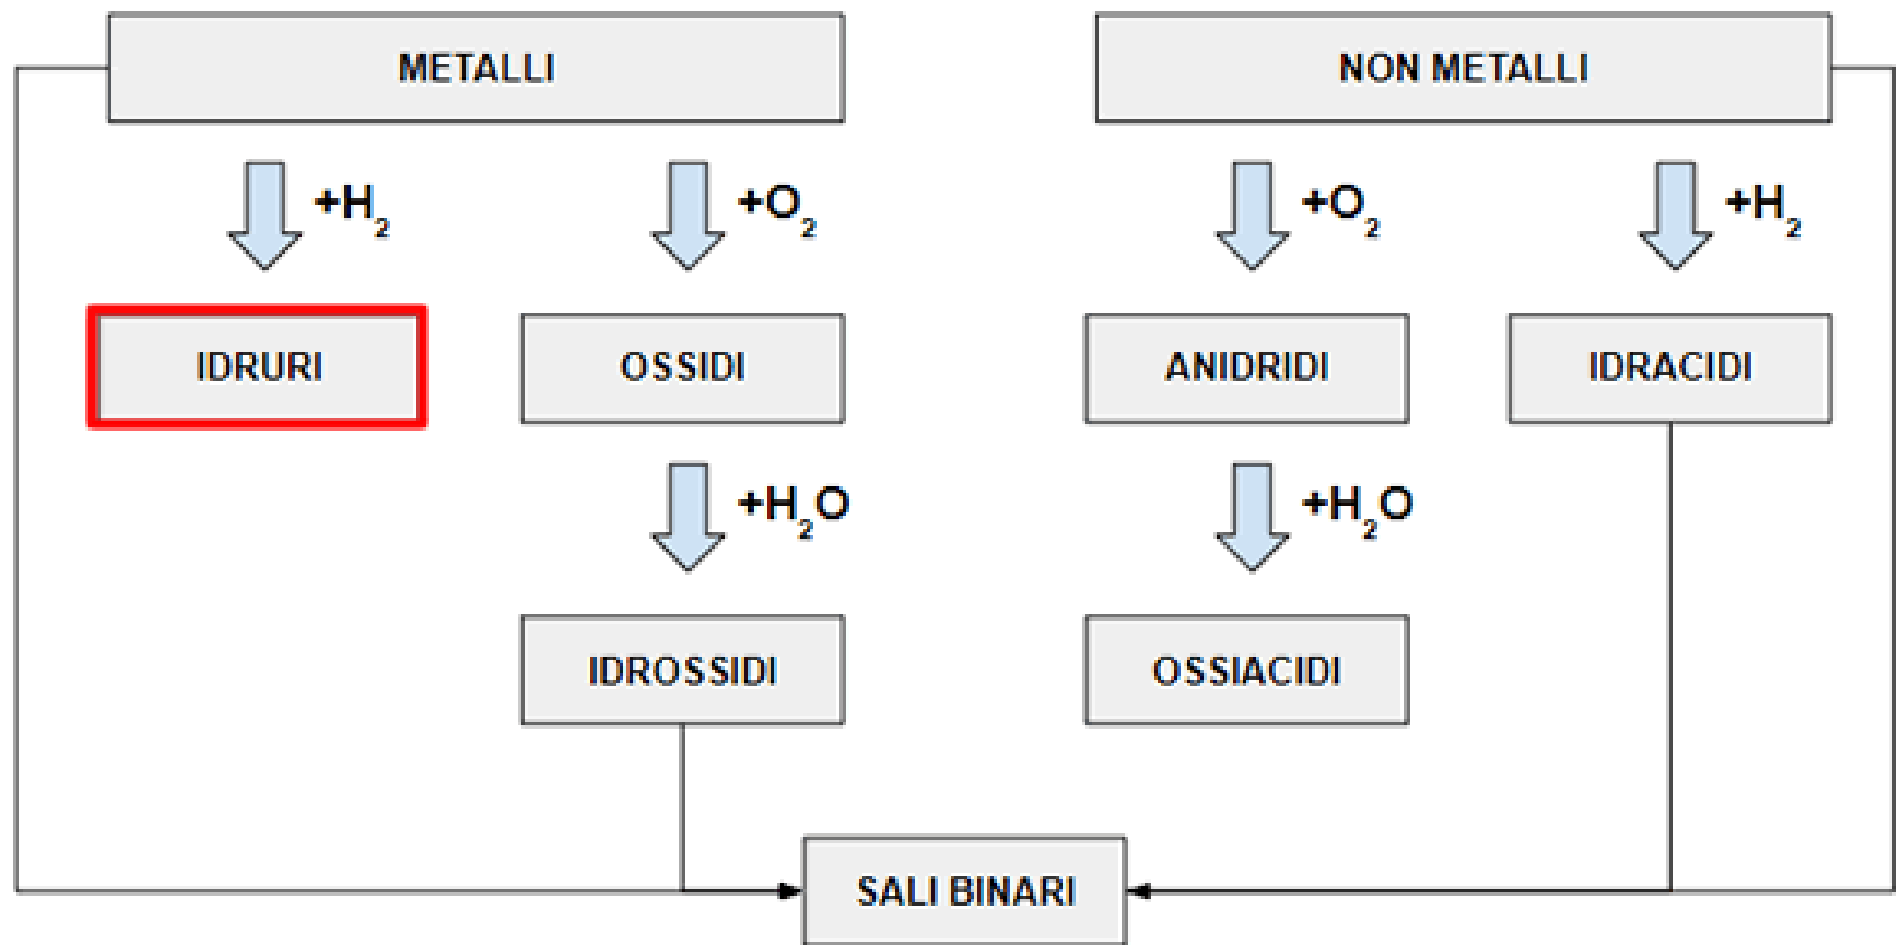 METALLI
NON METALLI
+H₂
+O₂
+O₂
+H₂
IDRURI
OSSIDI
ANIDRIDI
IDRACIDI
+H₂O
+H₂O
IDROSSIDI
OSSIACIDI
SALI BINARI